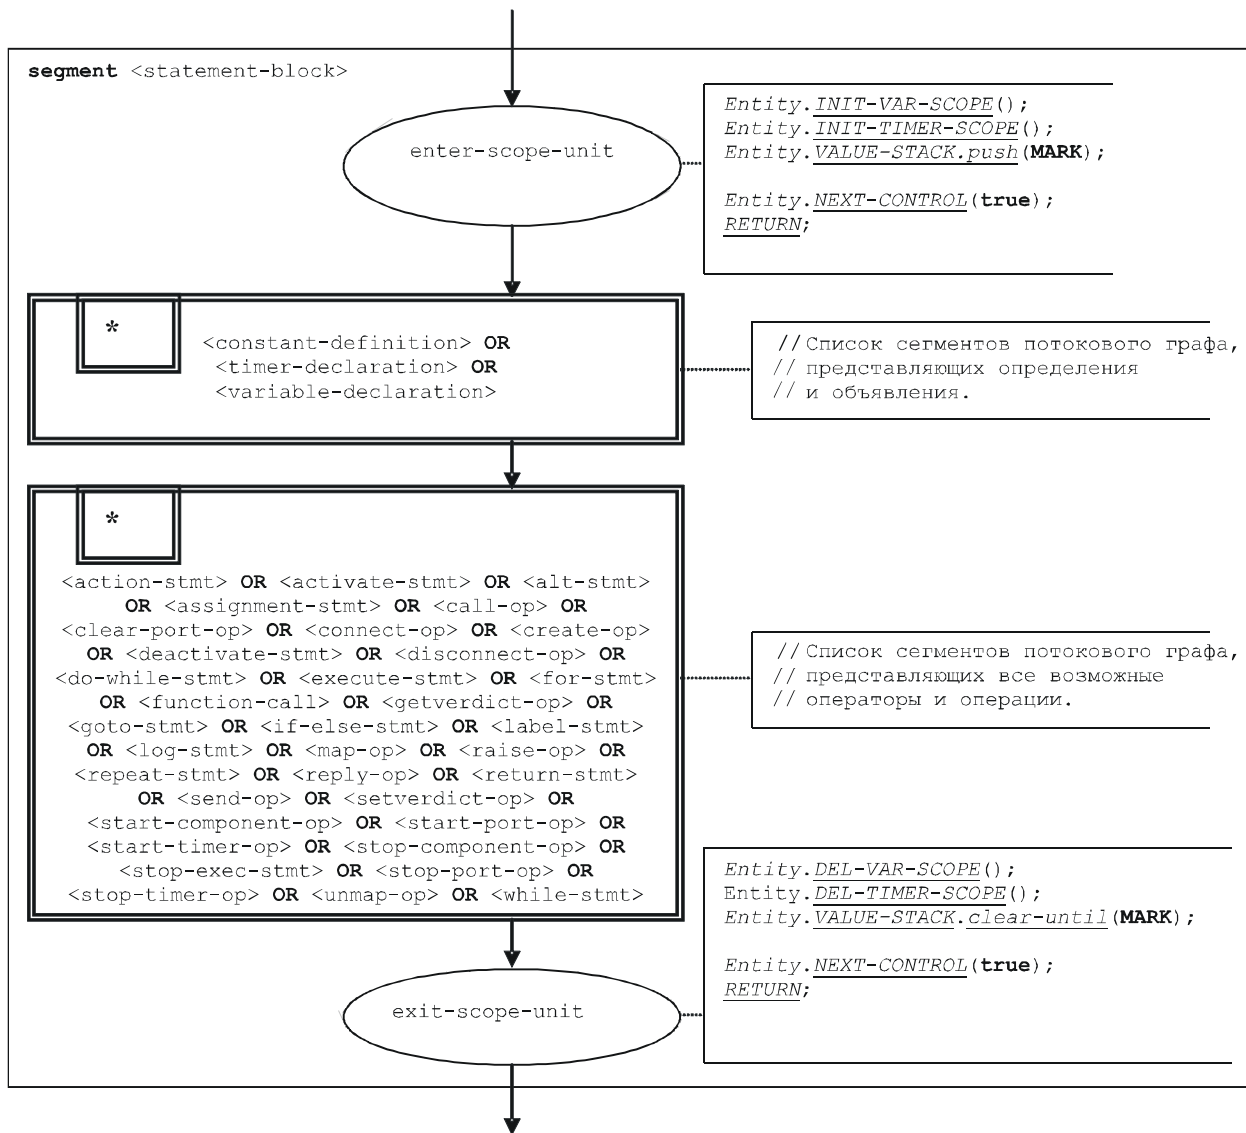 segment <statement-block>
enter-scope-unit
Entity.INIT-VAR-SCOPE();
Entity.INIT-TIMER-SCOPE();
Entity.VALUE-STACK.push(MARK);
Entity.NEXT-CONTROL(true);
RETURN;
*
<constant-definition> OR
<timer-declaration> OR
<variable-declaration>
// Список сегментов потокового графа,
// представляющих определения
// и объявления.
*
<action-stmt> OR <activate-stmt> OR <alt-stmt>
OR <assignment-stmt> OR <call-op> OR
<clear-port-op> OR <connect-op> OR <create-op>
OR <deactivate-stmt> OR <disconnect-op> OR
<do-while-stmt> OR <execute-stmt> OR <for-stmt>
OR <function-call> OR <getverdict-op> OR
<goto-stmt> OR <if-else-stmt> OR <label-stmt>
OR <log-stmt> OR <map-op> OR <raise-op> OR
<repeat-stmt> OR <reply-op> OR <return-stmt>
OR <send-op> OR <setverdict-op> OR
<start-component-op> OR <start-port-op> OR
<start-timer-op> OR <stop-component-op> OR
<stop-exec-stmt> OR <stop-port-op> OR
<stop-timer-op> OR <unmap-op> OR <while-stmt>
// Список сегментов потокового графа,
// представляющих все возможные
// операторы и операции.
exit-scope-unit
Entity.DEL-VAR-SCOPE();
Entity.DEL-TIMER-SCOPE();
Entity.VALUE-STACK.clear-until(MARK);
Entity.NEXT-CONTROL(true);
RETURN;